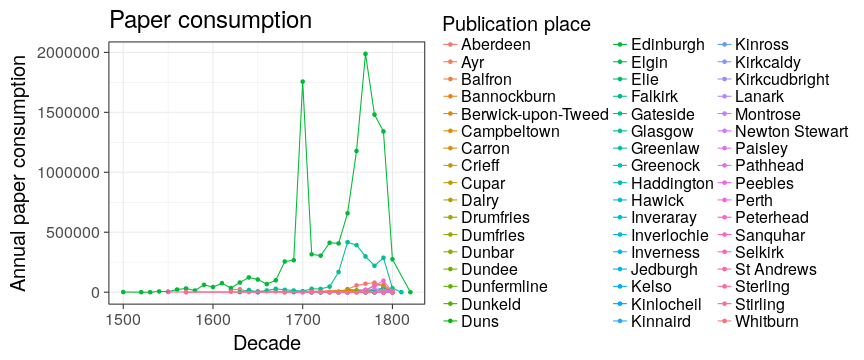 Paper consumption
Annual paper consumption
2000000
1500000
1000000
500000
0
1500
1600
1700
1800
Decade
Publication place
Aberdeen
Ayr
Balfron
Bannockburn
Berwick-upon-Tweed
Campbeltown
Carron
Crieff
Cupar
Dalry
Drumfries
Dumfries
Dunbar
Dundee
Dunfermline
Dunkeld
Duns
Edinburgh
Elgin
Elie
Falkirk
Gateside
Glasgow
Greenlaw
Greenock
Haddington
Hawick
Inveraray
Inverlochie
Inverness
Jedburgh
Kelso
Kinlocheil
Kinnaird
Kinross
Kirkcaldy
Kirkcudbright
Lanark
Montrose
Newton Stewart
Paisley
Pathhead
Peebles
Perth
Peterhead
Sanquhar
Selkirk
St Andrews
Sterling
Stirling
Whitburn